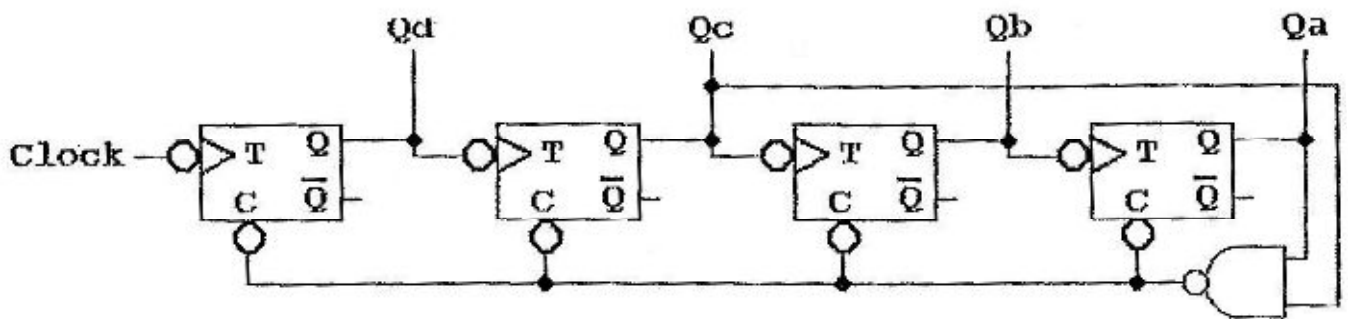 Qd Qc Qb Qa
Clock T Q T Q T Q T Q
C Q̅ C Q̅ C Q̅ C Q̅